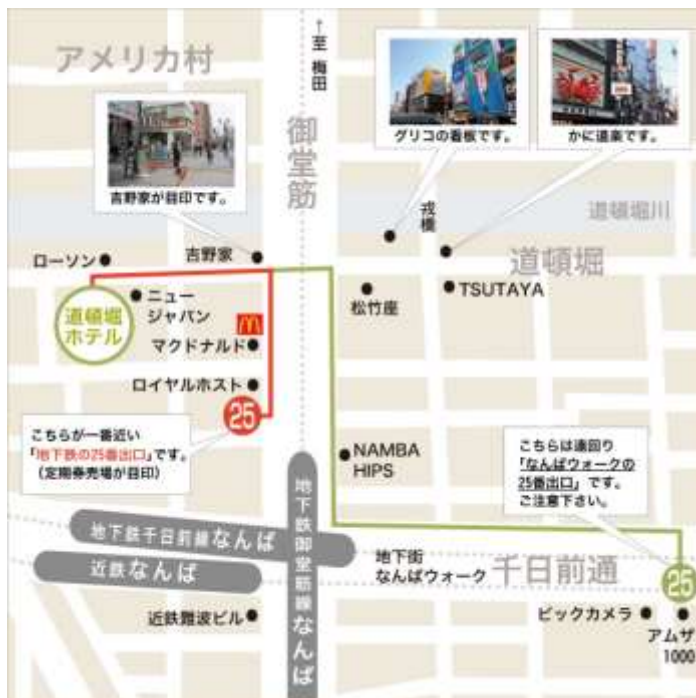 アメリカ村
←至 梅田
御堂筋
吉野家が目印です。
グリコの看板です。
かに道楽です。
戎橋
道頓堀川
道頓堀
ローソン
吉野家
ニュー
ジャパン
道頓堀
ホテル
マクドナルド
ロイヤルホスト
25
松竹座
TSUTAYA
こちらが一番近い
「地下鉄の25番出口」です。
(定期券売場が目印)
NAMBA
HIPS
こちらは遠回り
「なんばウォークの
25番出口」です。
ご注意下さい。
地下鉄御堂筋線なんば
地下鉄千日前線なんば
近鉄なんば
地下街
なんばウォーク
千日前通
25
近鉄難波ビル
ビックカメラ
アムザ
1000